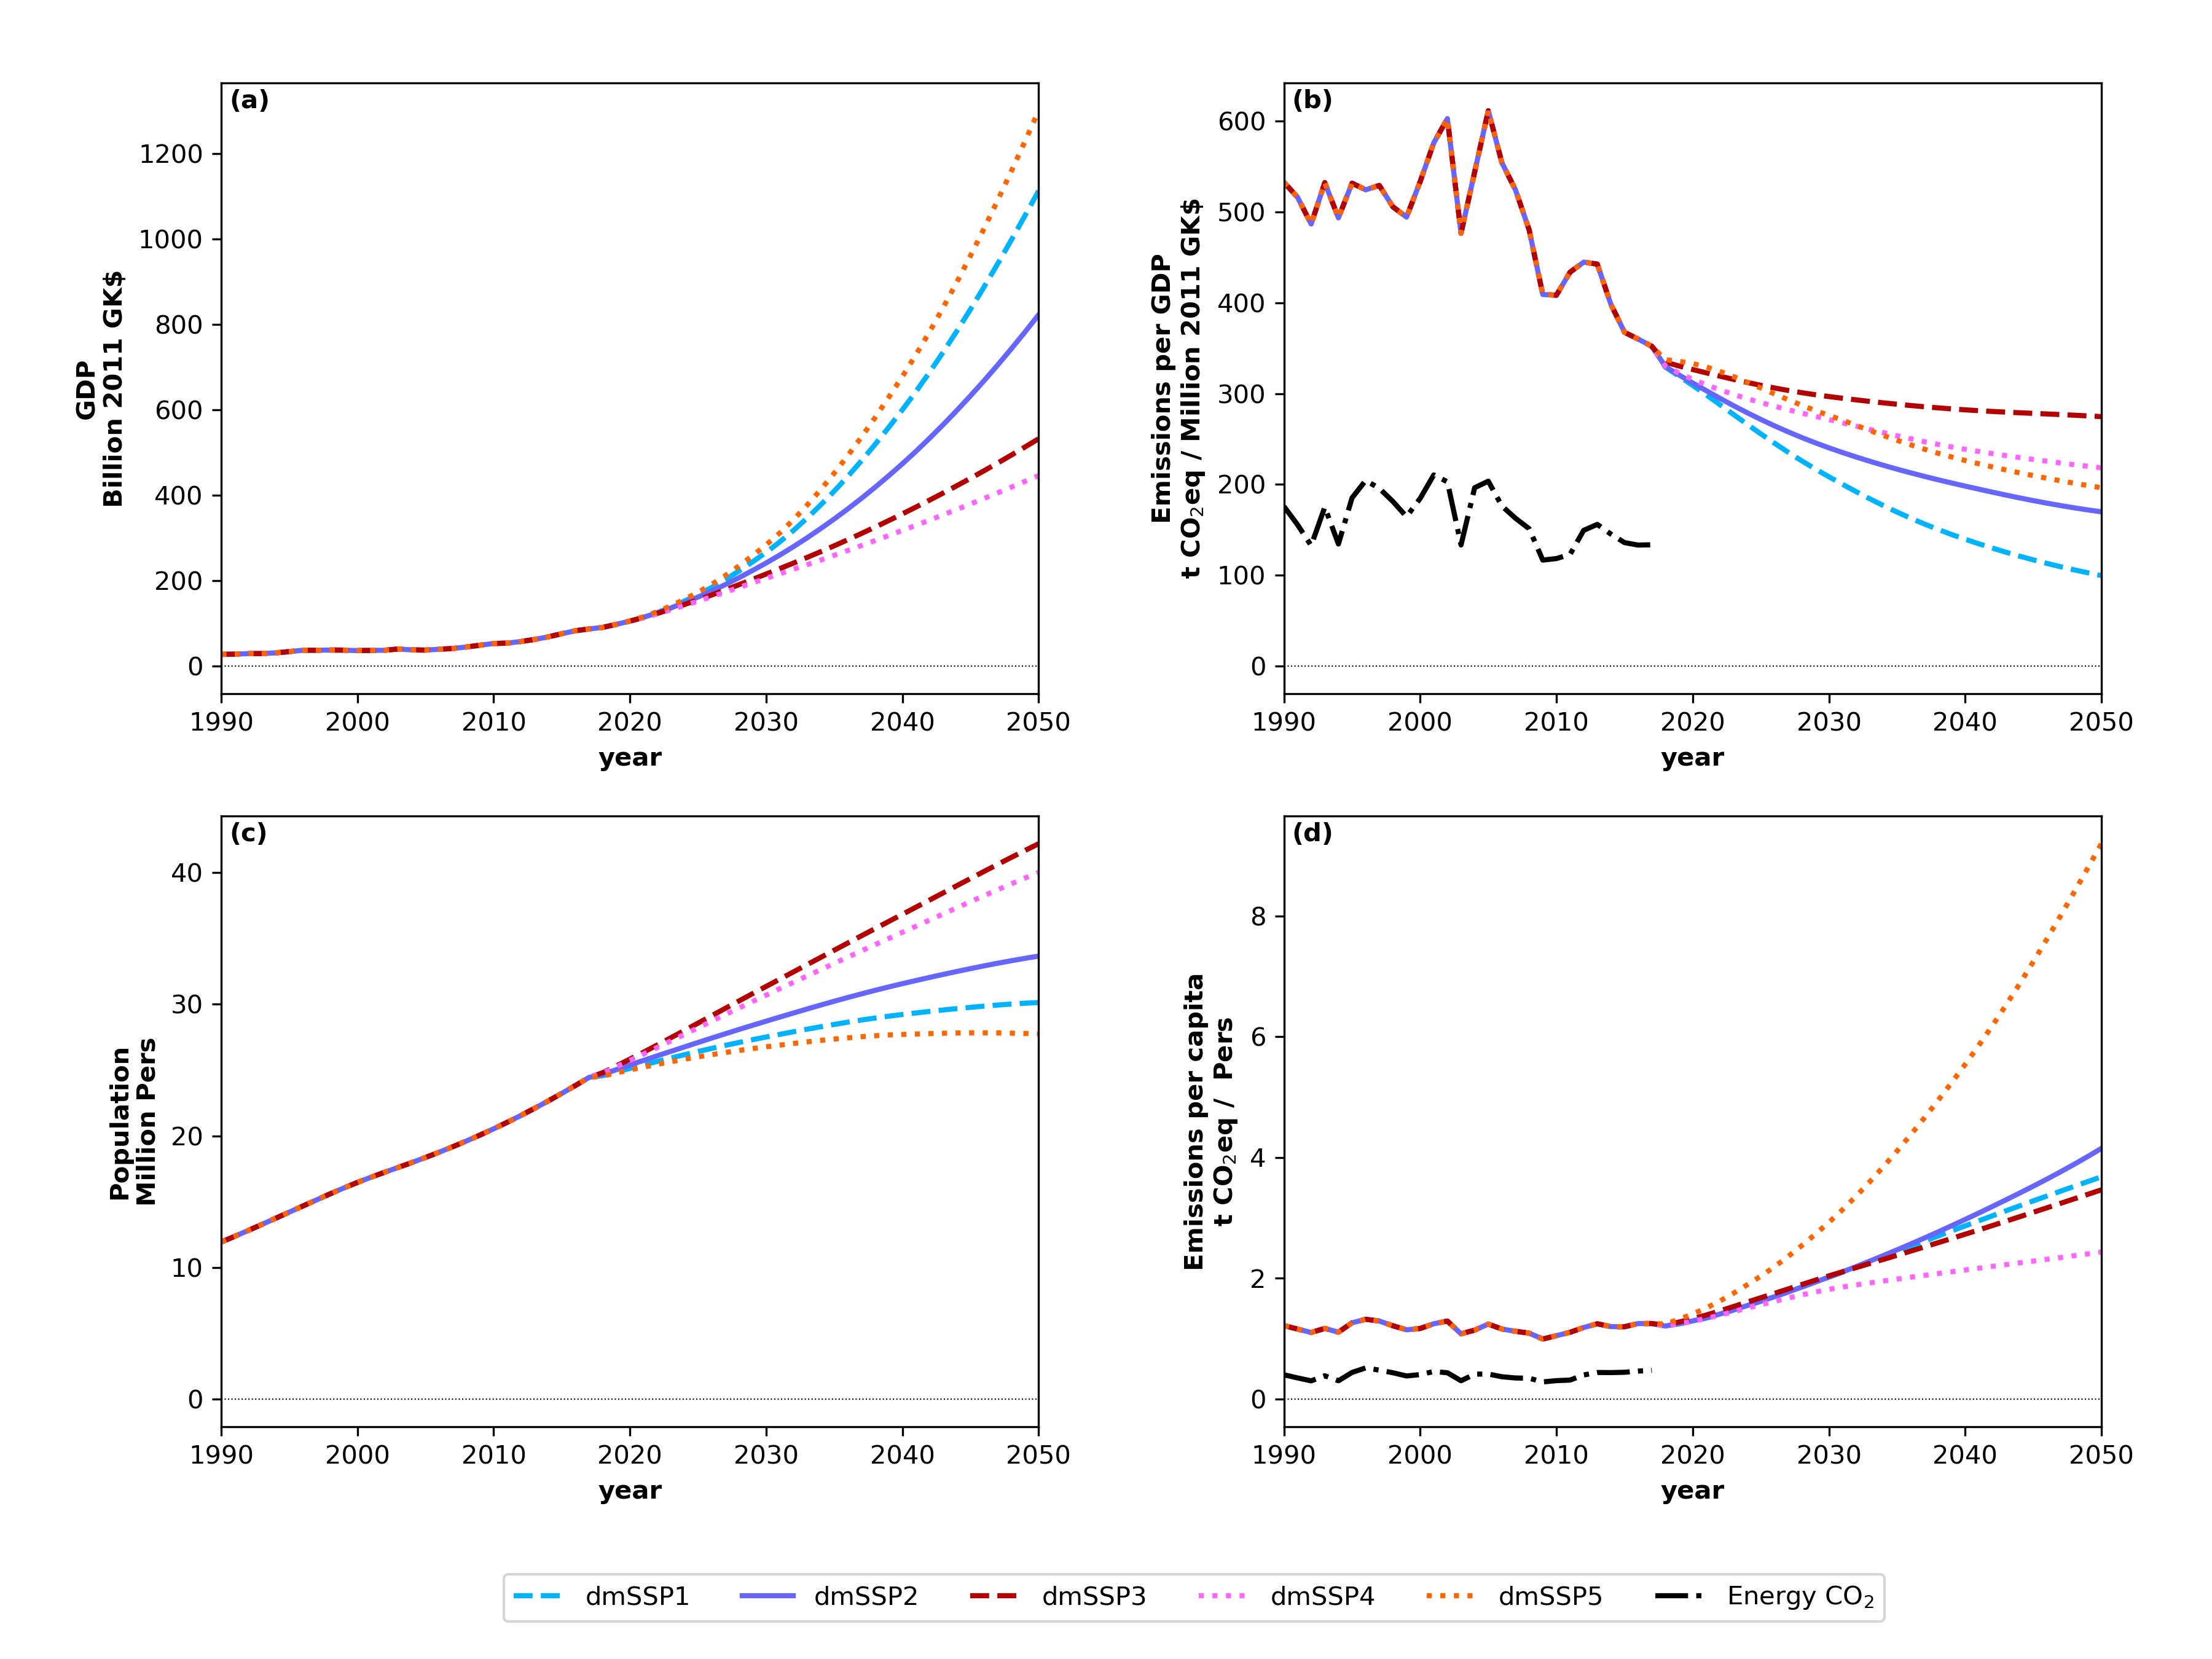 (a)
GDP
Billion 2011 GK$
1200
1000
800
600
400
200
0
1990 2000 2010 2020 2030 2040 2050
year
(b)
Emissions per GDP
t CO₂eq / Million 2011 GK$
600
500
400
300
200
100
0
1990 2000 2010 2020 2030 2040 2050
year
(c)
Population
Million Pers
40
30
20
10
0
1990 2000 2010 2020 2030 2040 2050
year
(d)
Emissions per capita
t CO₂eq / Pers
8
6
4
2
0
1990 2000 2010 2020 2030 2040 2050
year
dmSSP1 dmSSP2 dmSSP3 dmSSP4 dmSSP5 Energy CO₂